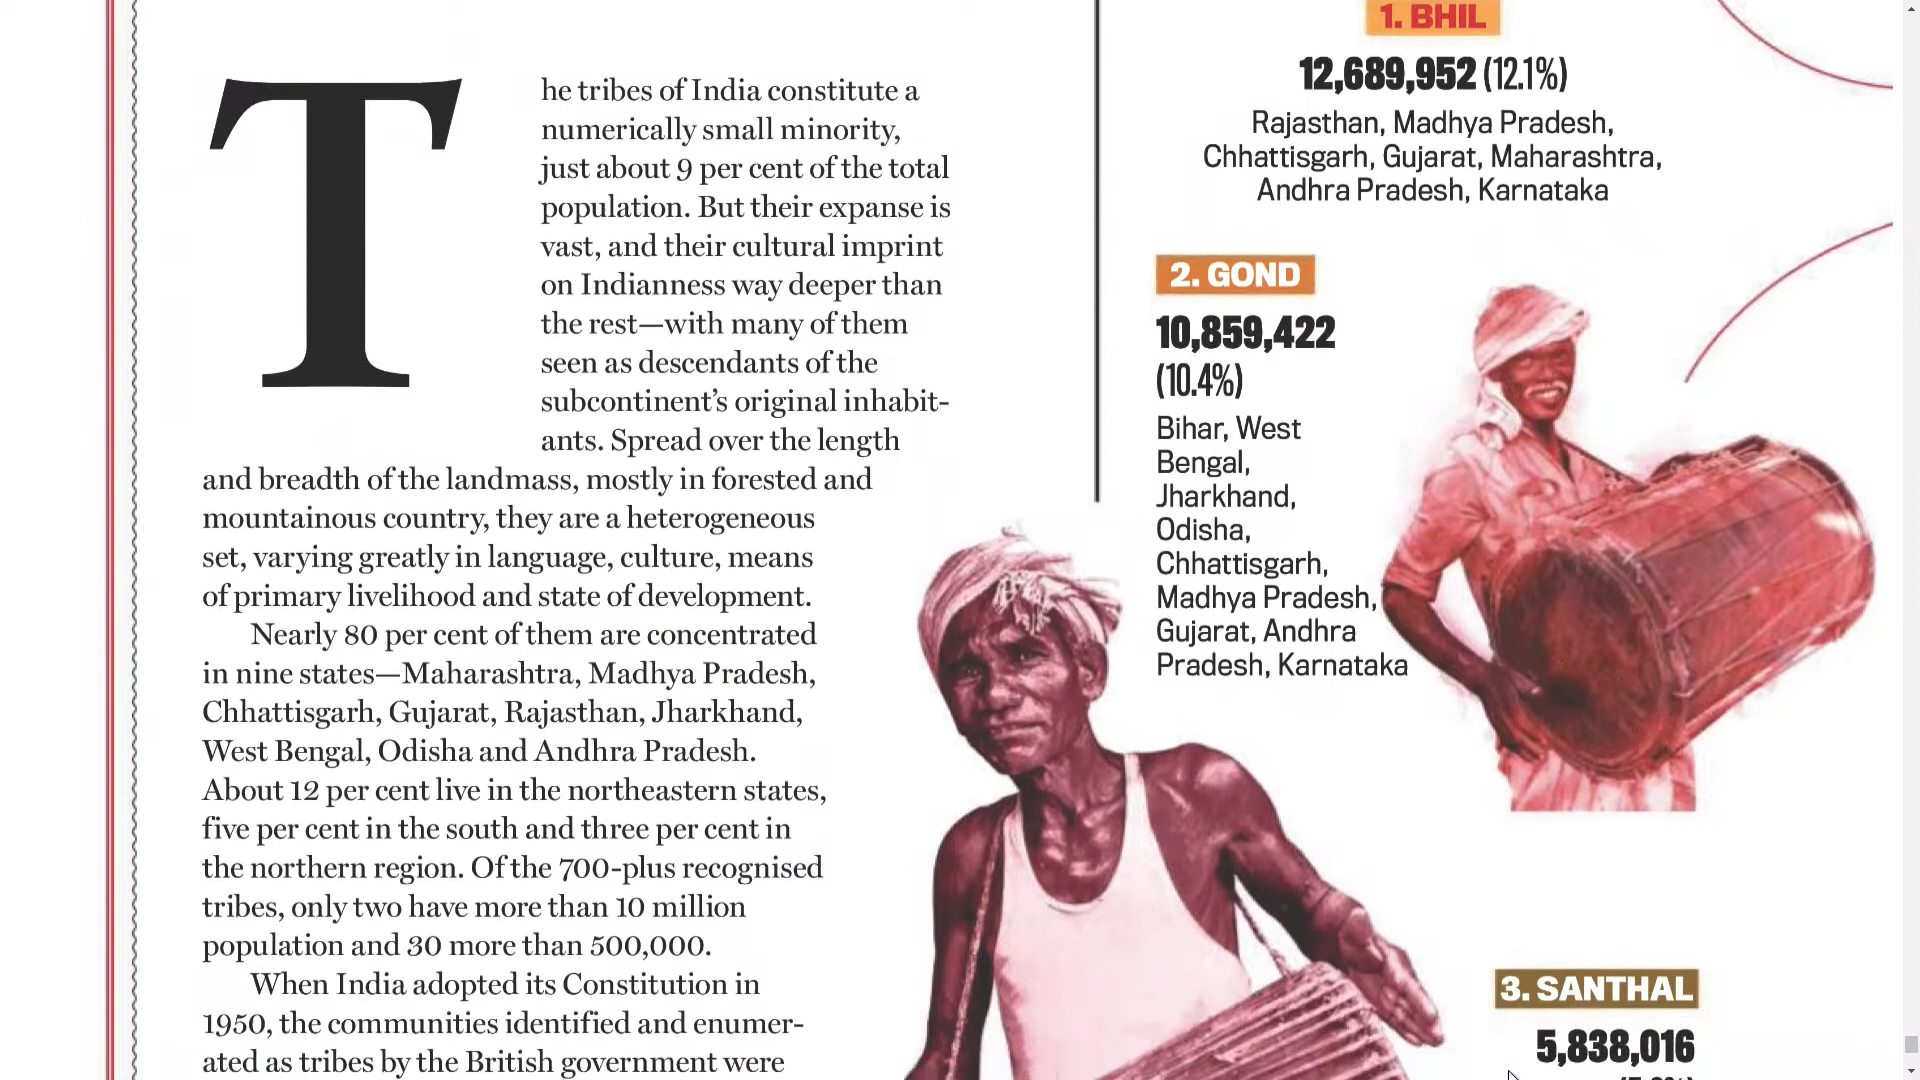 The tribes of India constitute a
numerically small minority,
just about 9 per cent of the total
population. But their expanse is
vast, and their cultural imprint
on Indianness way deeper than
the rest—with many of them
seen as descendants of the
subcontinent’s original inhabit-
ants. Spread over the length
and breadth of the landmass, mostly in forested and
mountainous country, they are a heterogeneous
set, varying greatly in language, culture, means
of primary livelihood and state of development.
Nearly 80 per cent of them are concentrated
in nine states—Maharashtra, Madhya Pradesh,
Chhattisgarh, Gujarat, Rajasthan, Jharkhand,
West Bengal, Odisha and Andhra Pradesh.
About 12 per cent live in the northeastern states,
five per cent in the south and three per cent in
the northern region. Of the 700-plus recognised
tribes, only two have more than 10 million
population and 30 more than 500,000.
When India adopted its Constitution in
1950, the communities identified and enumer-
ated as tribes by the British government were
1. BHIL
12,689,952 (12.1%)
Rajasthan, Madhya Pradesh,
Chhattisgarh, Gujarat, Maharashtra,
Andhra Pradesh, Karnataka
2. GOND
10,859,422
(10.4%)
Bihar, West
Bengal,
Jharkhand,
Odisha,
Chhattisgarh,
Madhya Pradesh,
Gujarat, Andhra
Pradesh, Karnataka
3. SANTHAL
5,838,016